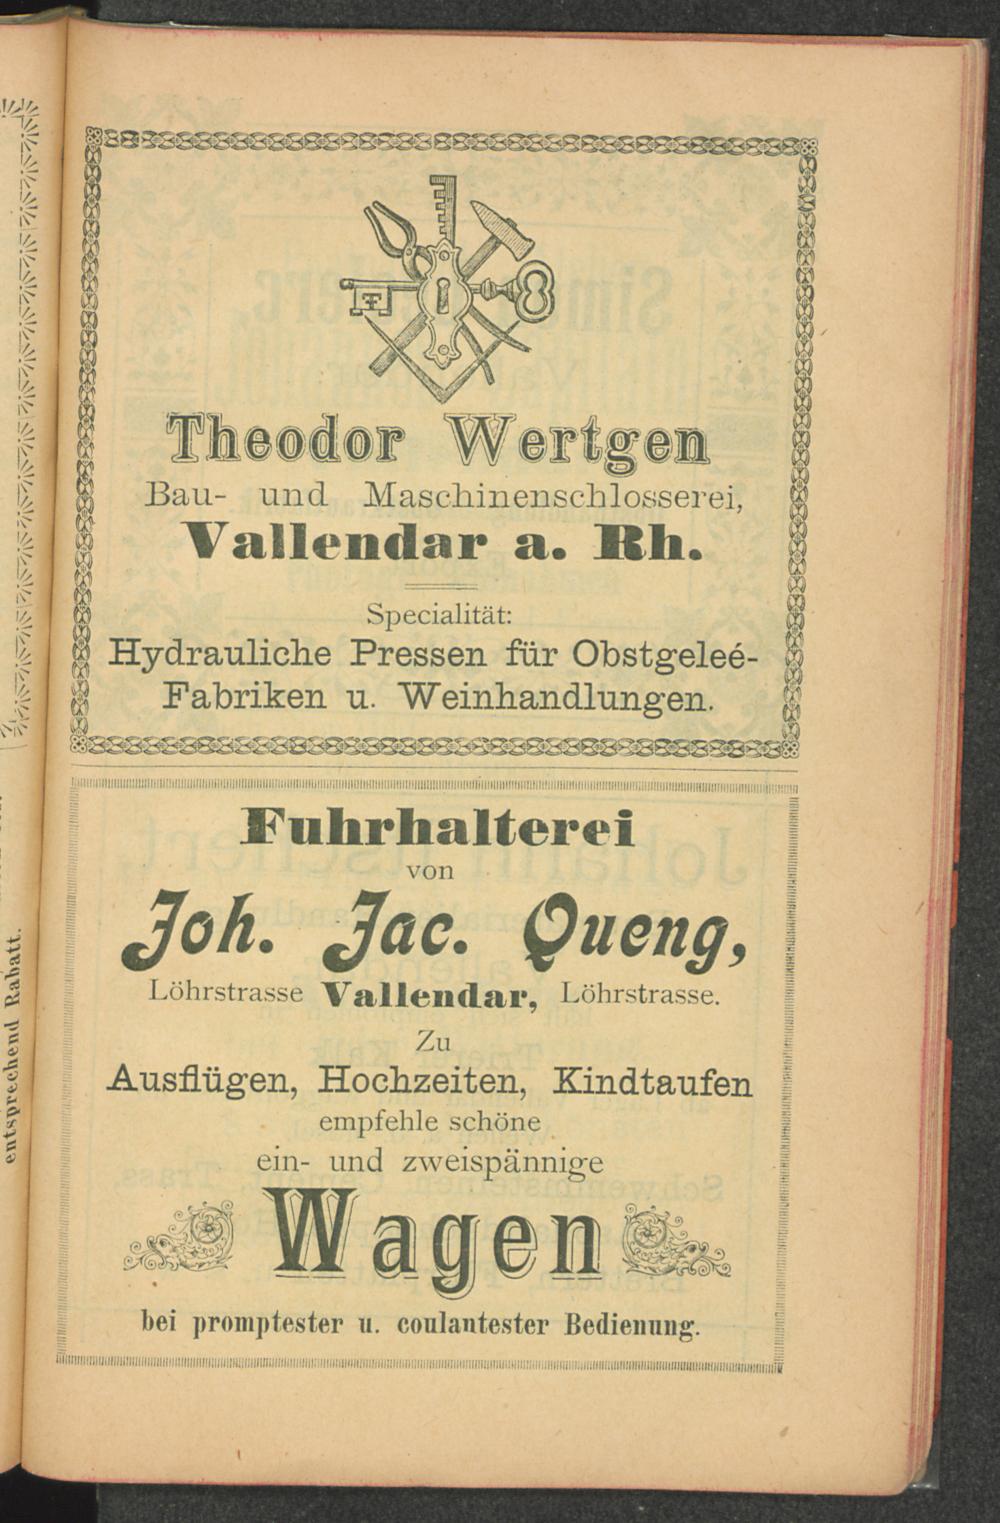 Theodor Wertgen
Bau- und Maschinenschlosserei,
Vallendar a. Rh.
Specialität:
Hydrauliche Pressen für Obstgeleé-
Fabriken u. Weinhandlungen.
Fuhrhalterei
von
Joh. Jac. Queng,
Löhrstrasse Vallendar, Löhrstrasse.
Zu
Ausflügen, Hochzeiten, Kindtaufen
empfehle schöne
ein- und zweispännige
Wagen
bei promptester u. coulantester Bedienung.
entsprechend Rabatt.